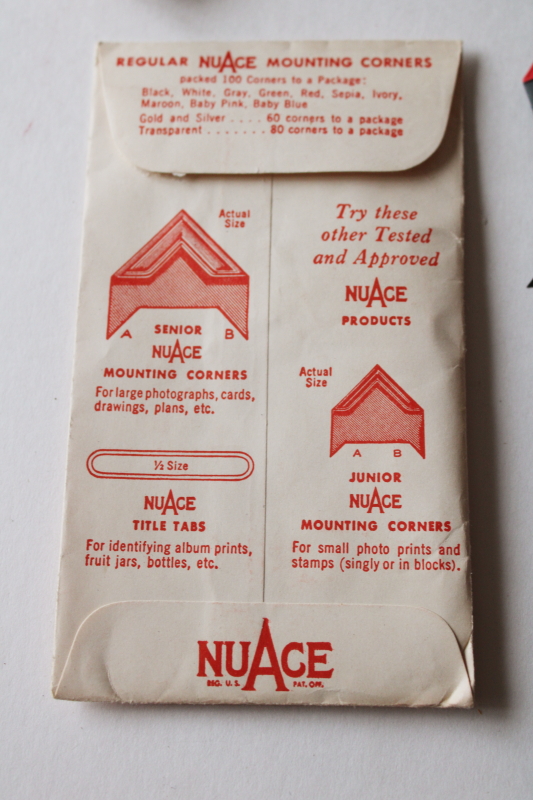 REGULAR NUACE MOUNTING CORNERS
packed 100 Corners to a Package:
Black, White, Gray, Green, Red, Sepia, Ivory,
Maroon, Baby Pink, Baby Blue
Gold and Silver . . . . 60 corners to a package
Transparent . . . . . . . 80 corners to a package
Actual
Size
A SENIOR B
NUACE
MOUNTING CORNERS
For large photographs, cards,
drawings, plans, etc.
½ Size
NUACE
TITLE TABS
For identifying album prints,
fruit jars, bottles, etc.
Try these
other Tested
and Approved
NUACE
PRODUCTS
Actual
Size
A B
JUNIOR
NUACE
MOUNTING CORNERS
For small photo prints and
stamps (singly or in blocks).
NUACE
REG. U. S. PAT. OFF.